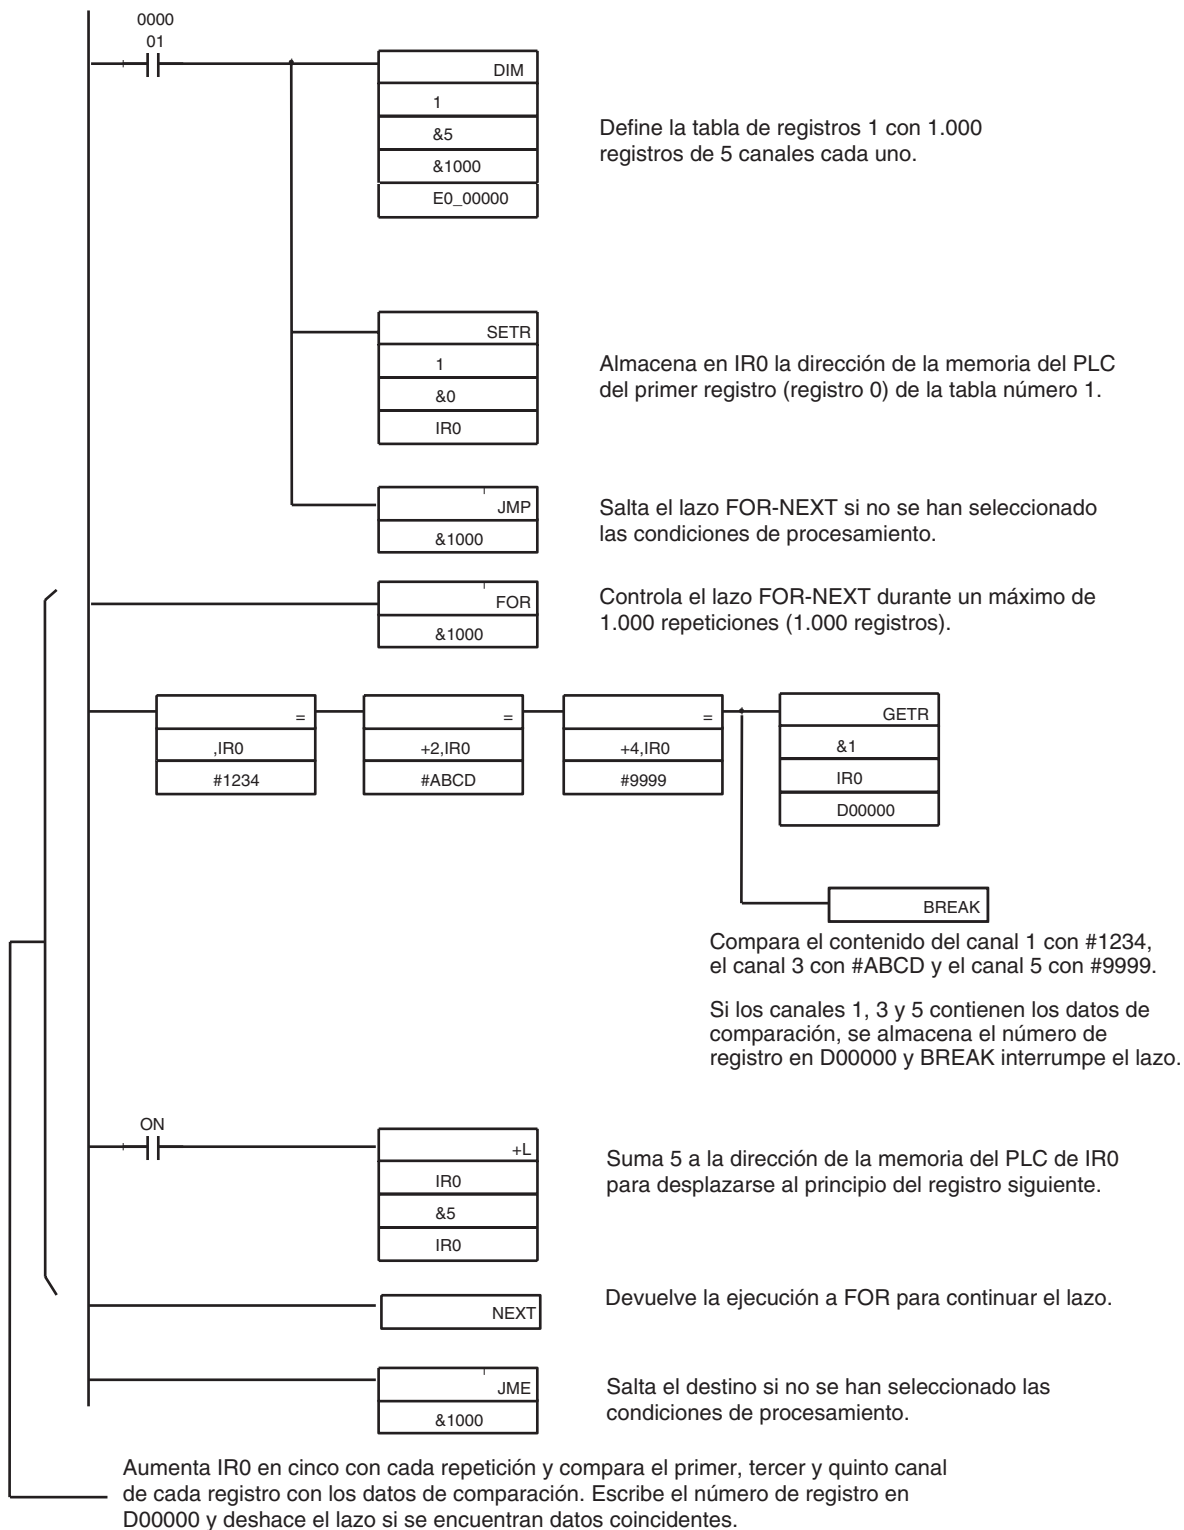 0000
01
DIM
1
&5
&1000
E0_00000
Define la tabla de registros 1 con 1.000
registros de 5 canales cada uno.
SETR
1
&0
IR0
Almacena en IR0 la dirección de la memoria del PLC
del primer registro (registro 0) de la tabla número 1.
JMP
&1000
Salta el lazo FOR-NEXT si no se han seleccionado
las condiciones de procesamiento.
FOR
&1000
Controla el lazo FOR-NEXT durante un máximo de
1.000 repeticiones (1.000 registros).
=
,IR0
#1234
=
+2,IR0
#ABCD
=
+4,IR0
#9999
GETR
&1
IR0
D00000
BREAK
Compara el contenido del canal 1 con #1234,
el canal 3 con #ABCD y el canal 5 con #9999.
Si los canales 1, 3 y 5 contienen los datos de
comparación, se almacena el número de
registro en D00000 y BREAK interrumpe el lazo.
ON
+L
IR0
&5
IR0
Suma 5 a la dirección de la memoria del PLC de IR0
para desplazarse al principio del registro siguiente.
NEXT
Devuelve la ejecución a FOR para continuar el lazo.
JME
&1000
Salta el destino si no se han seleccionado las
condiciones de procesamiento.
Aumenta IR0 en cinco con cada repetición y compara el primer, tercer y quinto canal
de cada registro con los datos de comparación. Escribe el número de registro en
D00000 y deshace el lazo si se encuentran datos coincidentes.